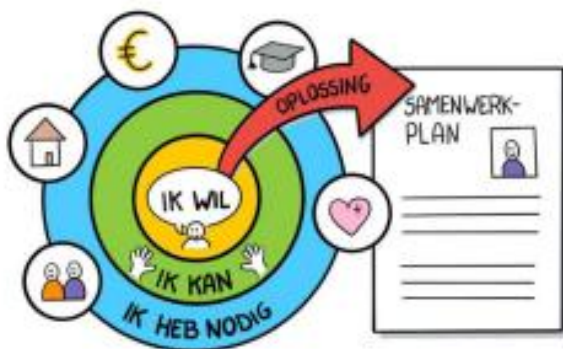 €
OPLOSSING
SAMENWERK-
PLAN
IK WIL
IK KAN
IK HEB NODIG